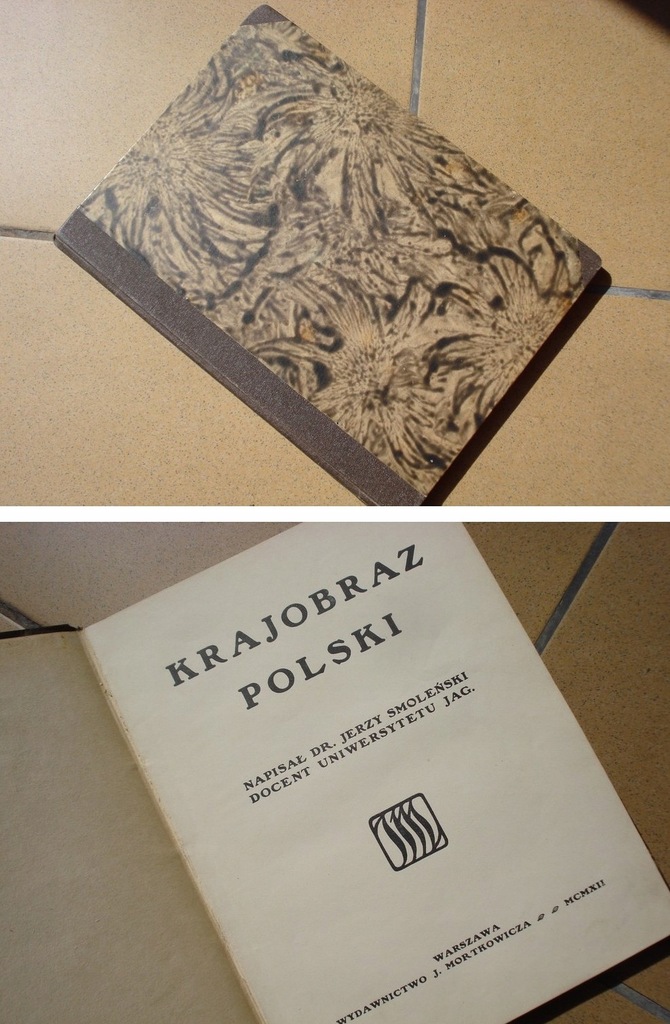 KRAJOBRAZ
POLSKI
NAPISAŁ DR. JERZY SMOLEŃSKI
DOCENT UNIWERSYTETU JAG.
WARSZAWA
WYDAWNICTWO J. MORTKOWICZA MCMXII